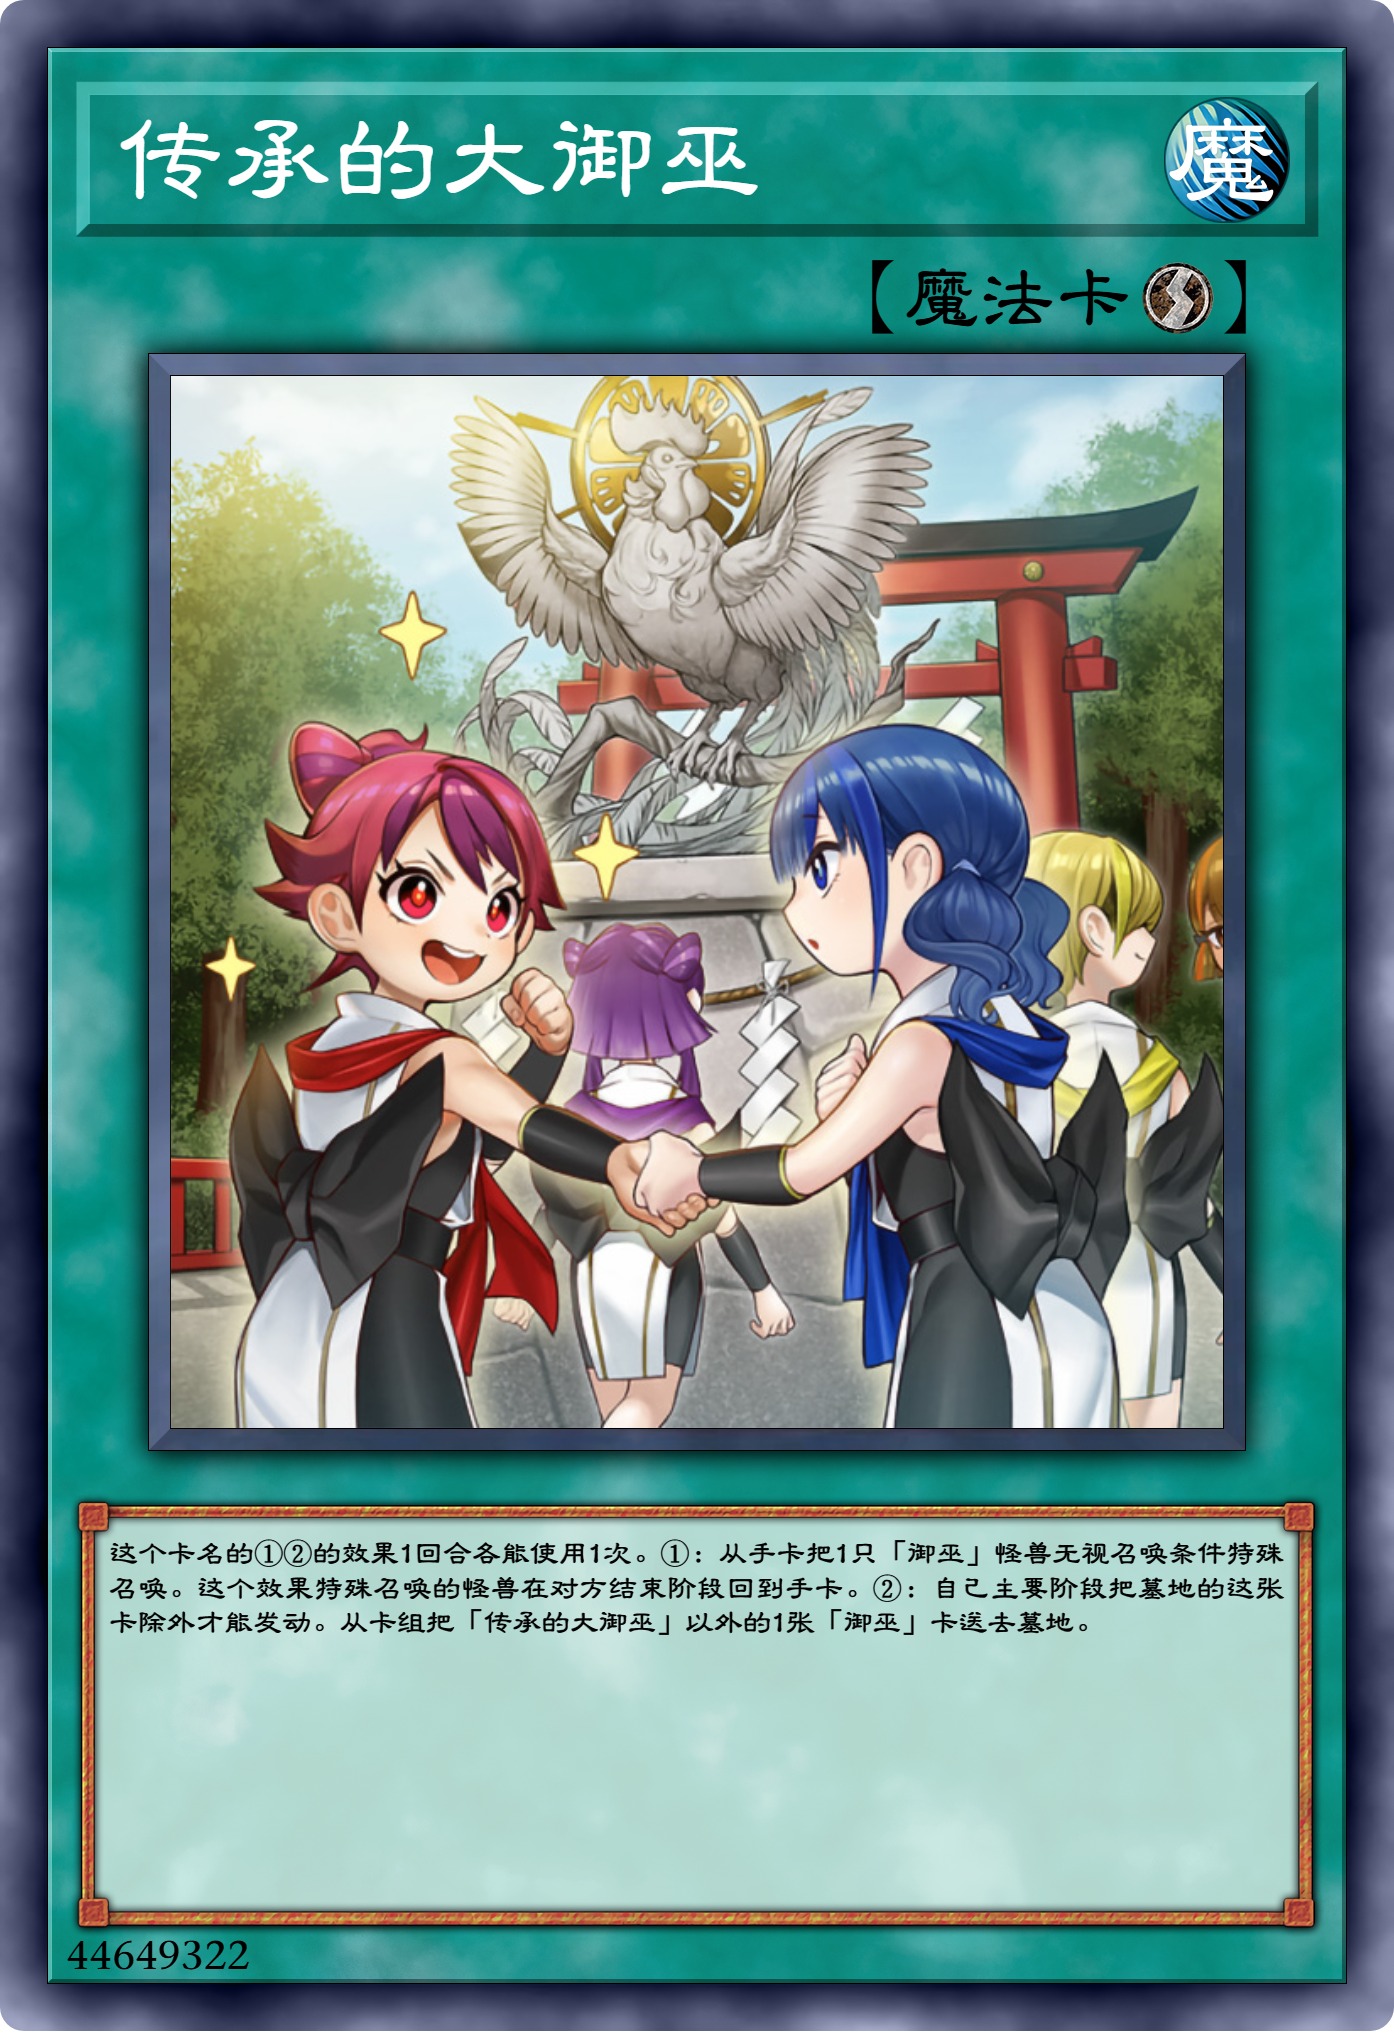 传承的大御巫
魔
【魔法卡】
这个卡名的①②的效果1回合各能使用1次。①：从手卡把1只「御巫」怪兽无视召唤条件特殊
召唤。这个效果特殊召唤的怪兽在对方结束阶段回到手卡。②：自己主要阶段把墓地的这张
卡除外才能发动。从卡组把「传承的大御巫」以外的1张「御巫」卡送去墓地。
44649322